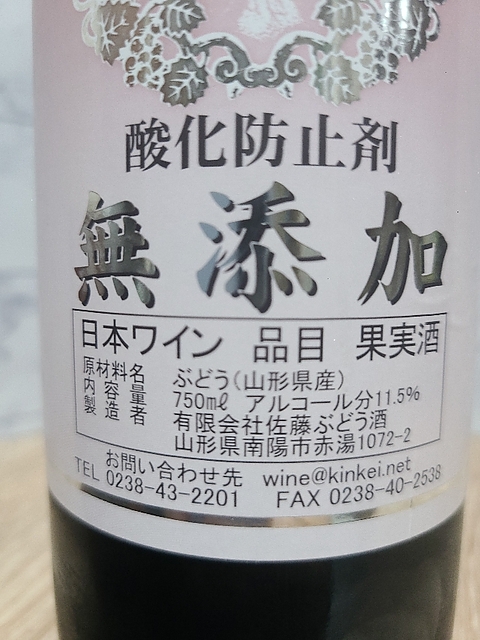 酸化防止剤
無添加
日本ワイン 品目 果実酒
原材料名 ぶどう(山形県産)
内容量 750ml アルコール分11.5%
製造者 有限会社佐藤ぶどう酒
山形県南陽市赤湯1072-2
お問い合わせ先 wine@kinkei.net
TEL 0238-43-2201 FAX 0238-40-2538